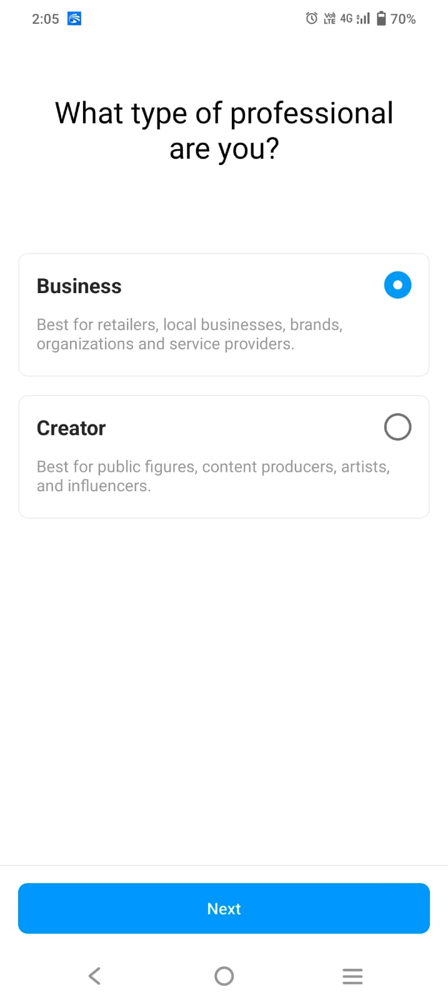 2:05
Vo) LTE 4G 70%
What type of professional
are you?
Business
Best for retailers, local businesses, brands,
organizations and service providers.
Creator
Best for public figures, content producers, artists,
and influencers.
Next